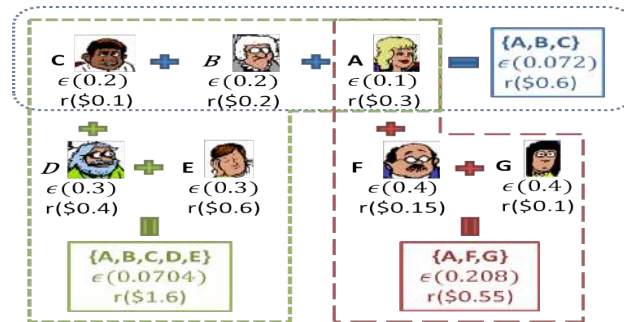 C + B + A = {A,B,C}
ϵ(0.2) ϵ(0.2) ϵ(0.1) ϵ(0.072)
r($0.1) r($0.2) r($0.3) r($0.6)
+ +
D + E F + G
ϵ(0.3) ϵ(0.3) ϵ(0.4) ϵ(0.4)
r($0.4) r($0.6) r($0.15) r($0.1)
= =
{A,B,C,D,E} {A,F,G}
ϵ(0.0704) ϵ(0.208)
r($1.6) r($0.55)